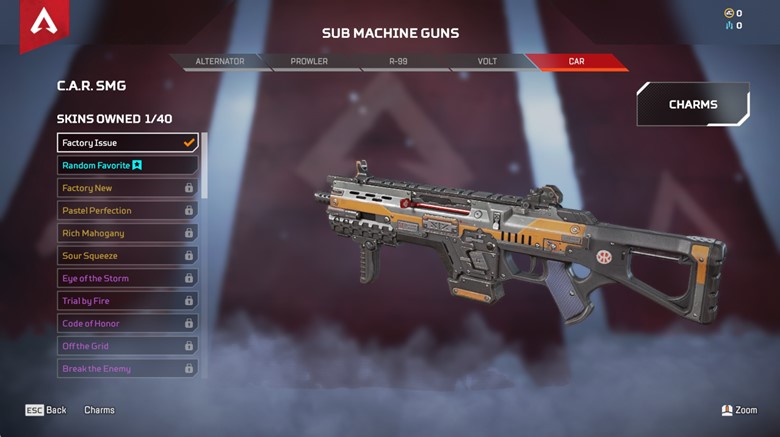 0
0
SUB MACHINE GUNS
ALTERNATOR
PROWLER
R-99
VOLT
CAR
C.A.R. SMG
CHARMS
SKINS OWNED 1/40
Factory Issue
Random Favorite
Factory New
Pastel Perfection
Rich Mahogany
Sour Squeeze
Eye of the Storm
Trial by Fire
Code of Honor
Off the Grid
Break the Enemy
ESC Back
Charms
Zoom